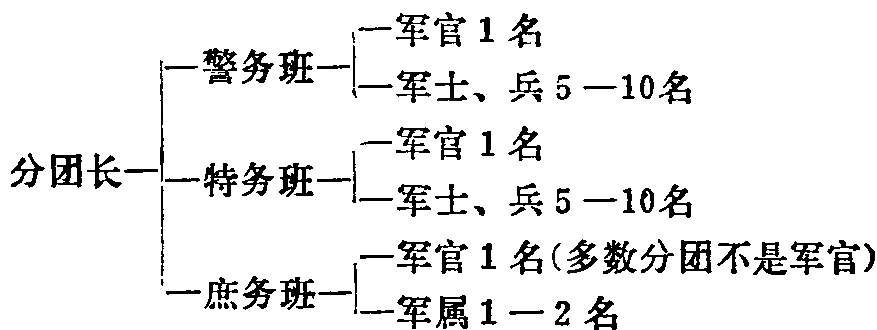 军官1名
警务班
军士、兵5—10名
军官1名
分团长
特务班
军士、兵5—10名
军官1名(多数分团不是军官)
庶务班
军属1—2名